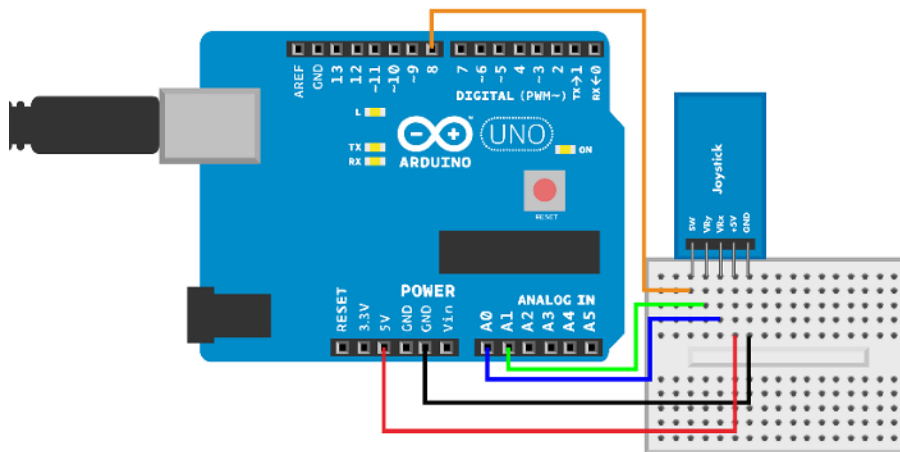 AREF
GND
13
12
~11
~10
~9
8
7
~6
~5
4
~3
2
TX→1
RX←0
DIGITAL (PWM~)
L
TX
RX
UNO
ARDUINO
ON
RESET
Joystick
SW
VRy
VRx
+5V
GND
POWER
ANALOG IN
RESET
3.3V
5V
GND
GND
Vin
A0
A1
A2
A3
A4
A5